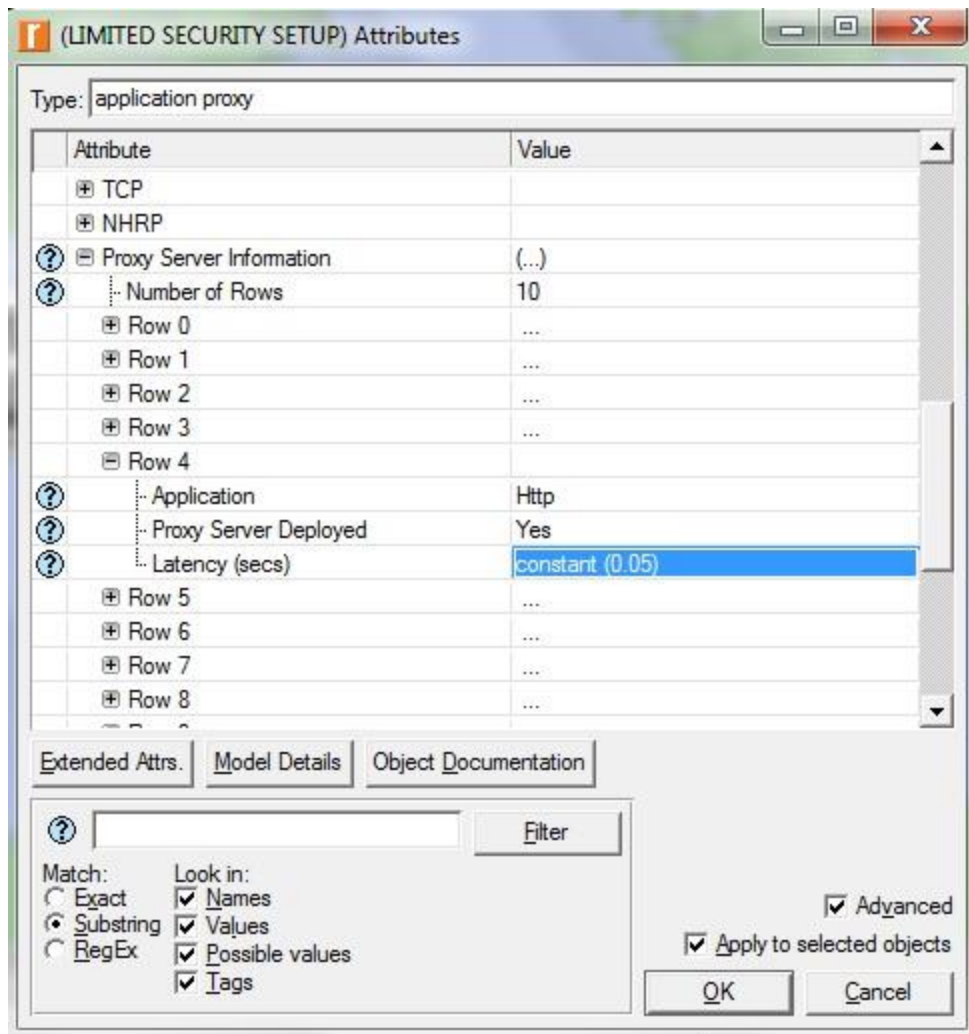 (LIMITED SECURITY SETUP) Attributes
Type: application proxy
Attribute Value
TCP
NHRP
? Proxy Server Information (...)
? Number of Rows 10
Row 0 ...
Row 1 ...
Row 2 ...
Row 3 ...
Row 4
? Application Http
? Proxy Server Deployed Yes
? Latency (secs) constant (0.05)
Row 5 ...
Row 6 ...
Row 7 ...
Row 8 ...
Extended Attrs. Model Details Object Documentation
? Filter
Match: Look in:
Exact Names
Substring Values
RegEx Possible values
Tags
Advanced
Apply to selected objects
OK Cancel